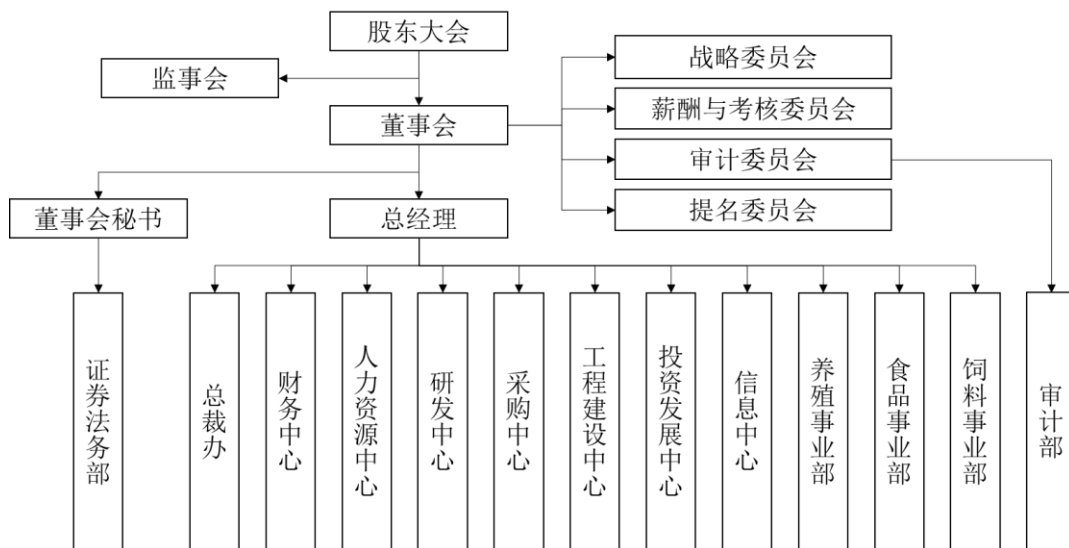 股东大会
监事会
董事会
战略委员会
薪酬与考核委员会
审计委员会
提名委员会
董事会秘书
总经理
证券法务部
总裁办
财务中心
人力资源中心
研发中心
采购中心
工程建设中心
投资发展中心
信息中心
养殖事业部
食品事业部
饲料事业部
审计部